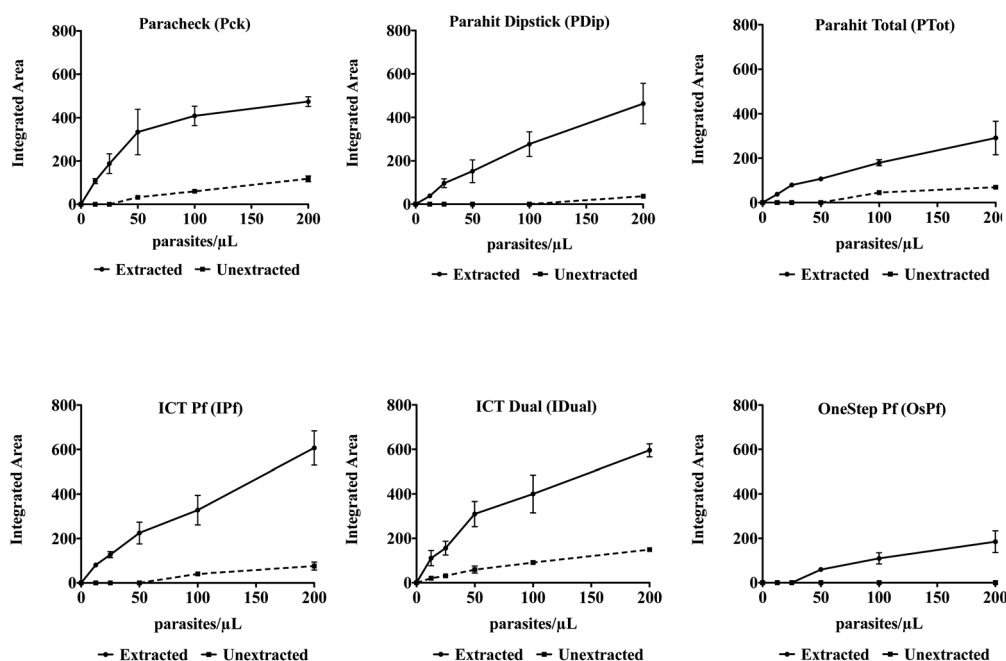 Paracheck (Pck)
800
600
400
200
0
Integrated Area
0 50 100 150 200
parasites/µL
Extracted Unextracted
Parahit Dipstick (PDip)
800
600
400
200
0
Integrated Area
0 50 100 150 200
parasites/µL
Extracted Unextracted
Parahit Total (PTot)
800
600
400
200
0
Integrated Area
0 50 100 150 200
parasites/µL
Extracted Unextracted
ICT Pf (IPf)
800
600
400
200
0
Integrated Area
0 50 100 150 200
parasites/µL
Extracted Unextracted
ICT Dual (IDual)
800
600
400
200
0
Integrated Area
0 50 100 150 200
parasites/µL
Extracted Unextracted
OneStep Pf (OsPf)
800
600
400
200
0
Integrated Area
0 50 100 150 200
parasites/µL
Extracted Unextracted